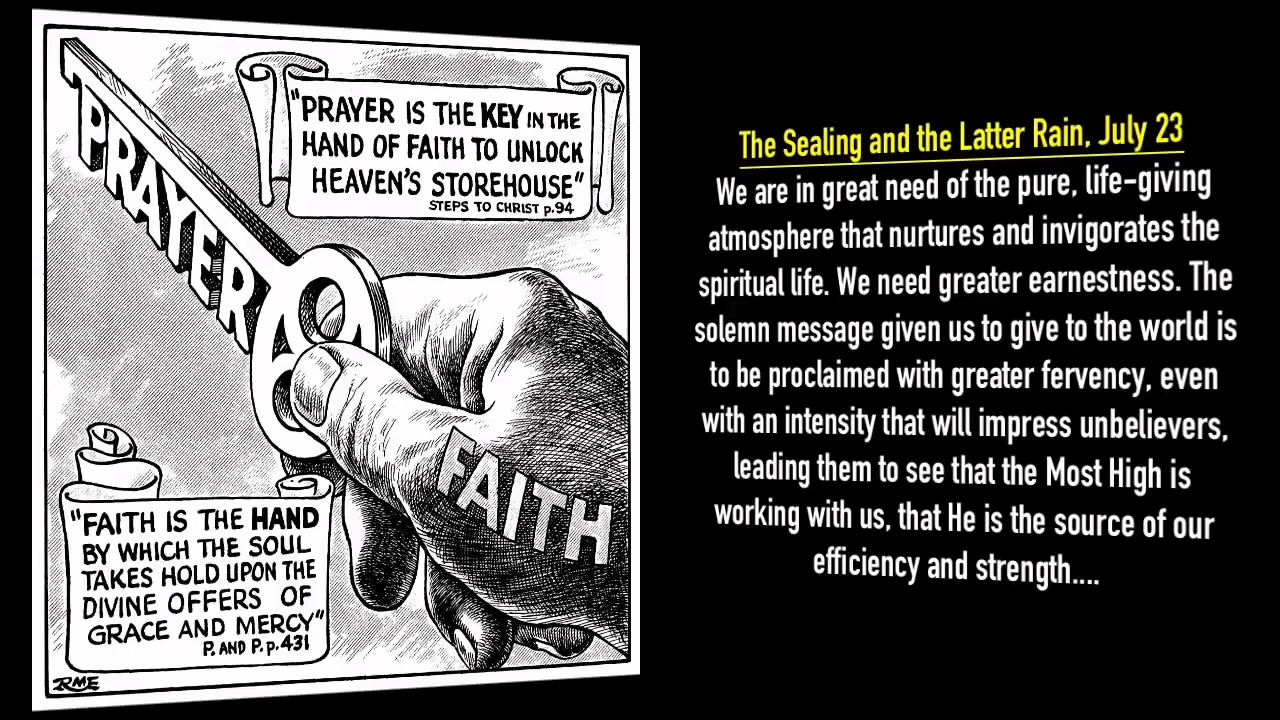 PRAYER
"PRAYER IS THE KEY IN THE
HAND OF FAITH TO UNLOCK
HEAVEN'S STOREHOUSE"
STEPS TO CHRIST p.94
FAITH
"FAITH IS THE HAND
BY WHICH THE SOUL
TAKES HOLD UPON THE
DIVINE OFFERS OF
GRACE AND MERCY"
P. AND P. p.431
RME
The Sealing and the Latter Rain, July 23
We are in great need of the pure, life-giving
atmosphere that nurtures and invigorates the
spiritual life. We need greater earnestness. The
solemn message given us to give to the world is
to be proclaimed with greater fervency, even
with an intensity that will impress unbelievers,
leading them to see that the Most High is
working with us, that He is the source of our
efficiency and strength....